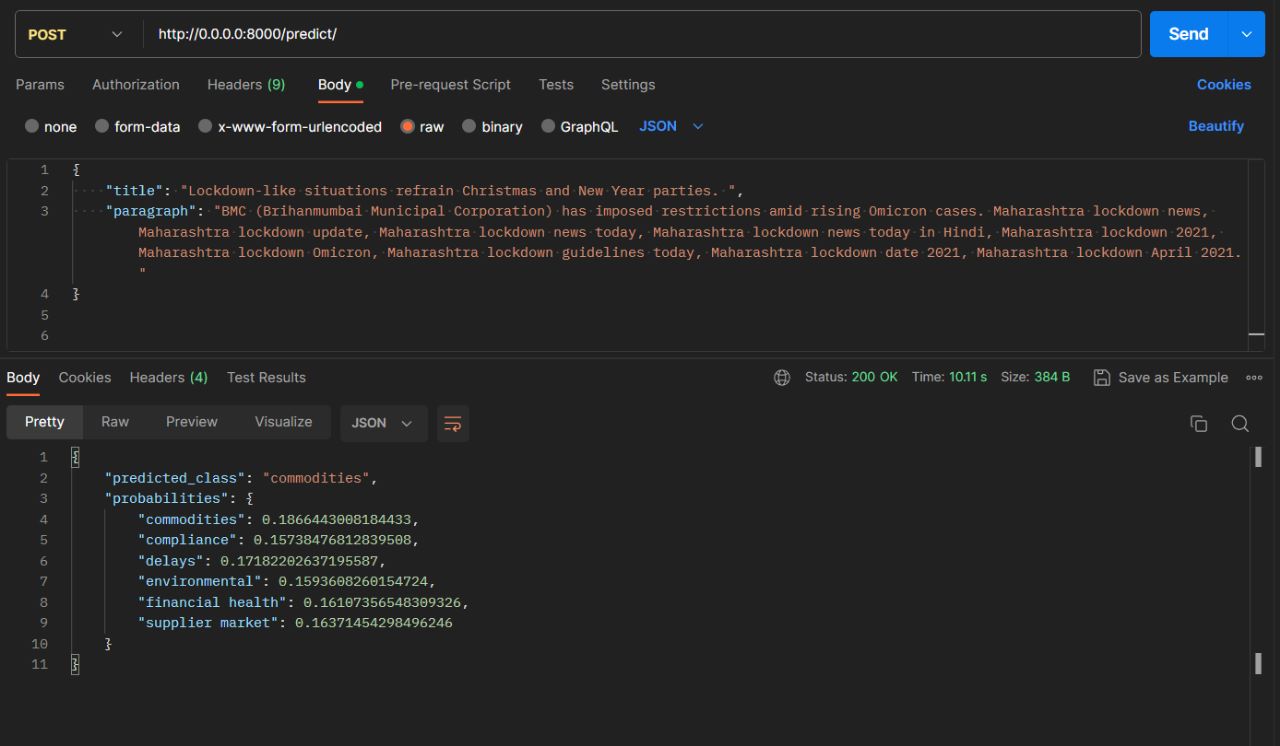 POST http://0.0.0.0:8000/predict/ Send
Params Authorization Headers (9) Body Pre-request Script Tests Settings Cookies
none form-data x-www-form-urlencoded raw binary GraphQL JSON Beautify
1 {
2 "title": "Lockdown-like situations refrain Christmas and New Year parties. ",
3 "paragraph": "BMC (Brihanmumbai Municipal Corporation) has imposed restrictions amid rising Omicron cases. Maharashtra lockdown news,
Maharashtra lockdown update, Maharashtra lockdown news today, Maharashtra lockdown news today in Hindi, Maharashtra lockdown 2021,
Maharashtra lockdown Omicron, Maharashtra lockdown guidelines today, Maharashtra lockdown date 2021, Maharashtra lockdown April 2021.
"
4 }
5
6
Body Cookies Headers (4) Test Results Status: 200 OK Time: 10.11 s Size: 384 B Save as Example
Pretty Raw Preview Visualize JSON
1 {
2 "predicted_class": "commodities",
3 "probabilities": {
4 "commodities": 0.1866443008184433,
5 "compliance": 0.15738476812839508,
6 "delays": 0.17182202637195587,
7 "environmental": 0.1593608260154724,
8 "financial health": 0.16107356548309326,
9 "supplier market": 0.16371454298496246
10 }
11 }